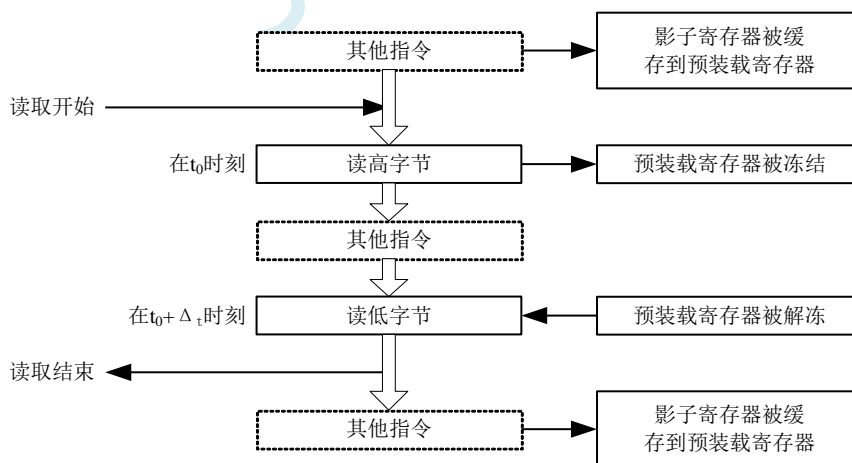 其他指令
影子寄存器被缓
存到预装载寄存器
读取开始
在t₀时刻
读高字节
预装载寄存器被冻结
其他指令
在t₀+Δₜ时刻
读低字节
预装载寄存器被解冻
读取结束
其他指令
影子寄存器被缓
存到预装载寄存器